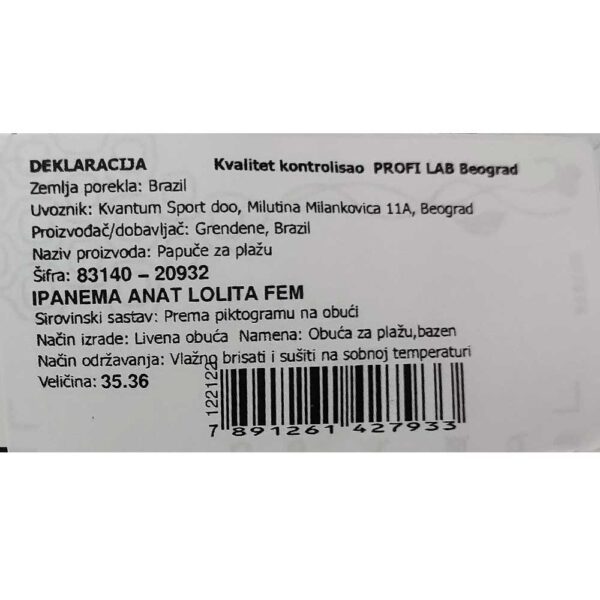 DEKLARACIJA Kvalitet kontrolisao PROFI LAB Beograd
Zemlja porekla: Brazil
Uvoznik: Kvantum Sport doo, Milutina Milankovica 11A, Beograd
Proizvođač/dobavljač: Grendene, Brazil
Naziv proizvoda: Papuče za plažu
Šifra: 83140 – 20932
IPANEMA ANAT LOLITA FEM
Sirovinski sastav: Prema piktogramu na obući
Način izrade: Livena obuća Namena: Obuća za plažu,bazen
Način održavanja: Vlažno brisati i sušiti na sobnoj temperaturi
Veličina: 35.36
7 891261 427933